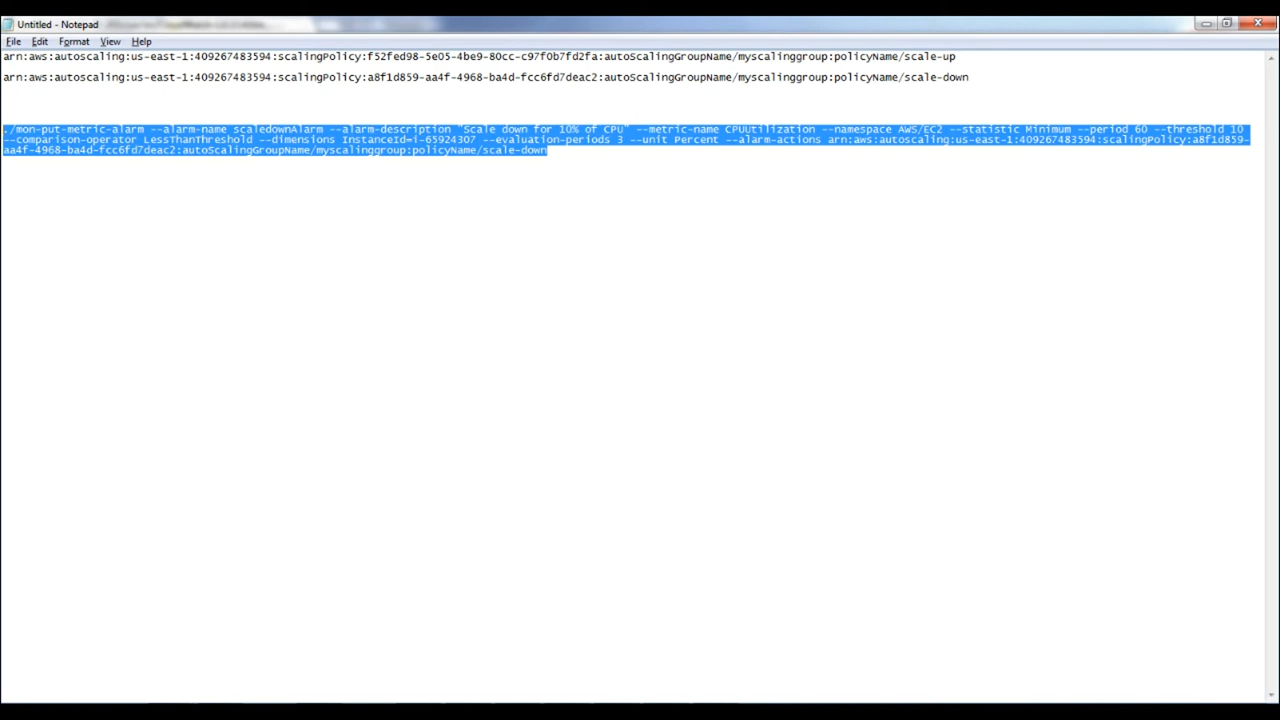 Untitled - Notepad
File Edit Format View Help
arn:aws:autoscaling:us-east-1:409267483594:scalingPolicy:f52fed98-5e05-4be9-80cc-c97f0b7fd2fa:autoScalingGroupName/myscalinggroup:policyName/scale-up
arn:aws:autoscaling:us-east-1:409267483594:scalingPolicy:a8f1d859-aa4f-4968-ba4d-fcc6fd7deac2:autoScalingGroupName/myscalinggroup:policyName/scale-down
./mon-put-metric-alarm --alarm-name scaledownAlarm --alarm-description "Scale down for 10% of CPU" --metric-name CPUUtilization --namespace AWS/EC2 --statistic Minimum --period 60 --threshold 10
--comparison-operator LessThanThreshold --dimensions InstanceId=i-65924307 --evaluation-periods 3 --unit Percent --alarm-actions arn:aws:autoscaling:us-east-1:409267483594:scalingPolicy:a8f1d859-
aa4f-4968-ba4d-fcc6fd7deac2:autoScalingGroupName/myscalinggroup:policyName/scale-down